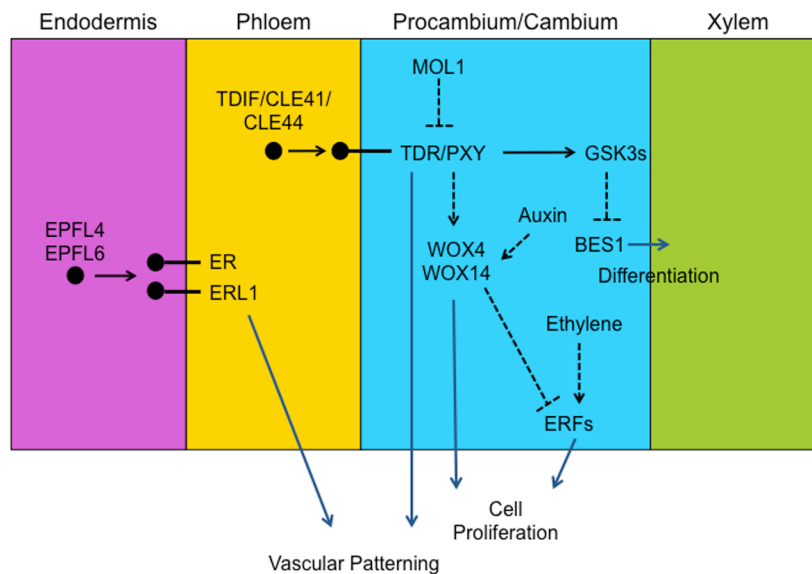 Endodermis
Phloem
Procambium/Cambium
Xylem
MOL1
TDIF/CLE41/
CLE44
TDR/PXY
GSK3s
Auxin
EPFL4
EPFL6
ER
ERL1
WOX4
WOX14
BES1
Differentiation
Ethylene
ERFs
Cell
Proliferation
Vascular Patterning